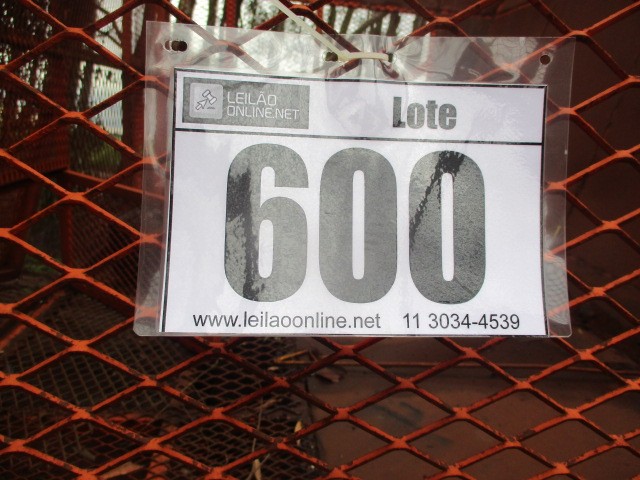 LEILÃO
ONLINE.NET
Lote
600
www.leilaoonline.net 11 3034-4539